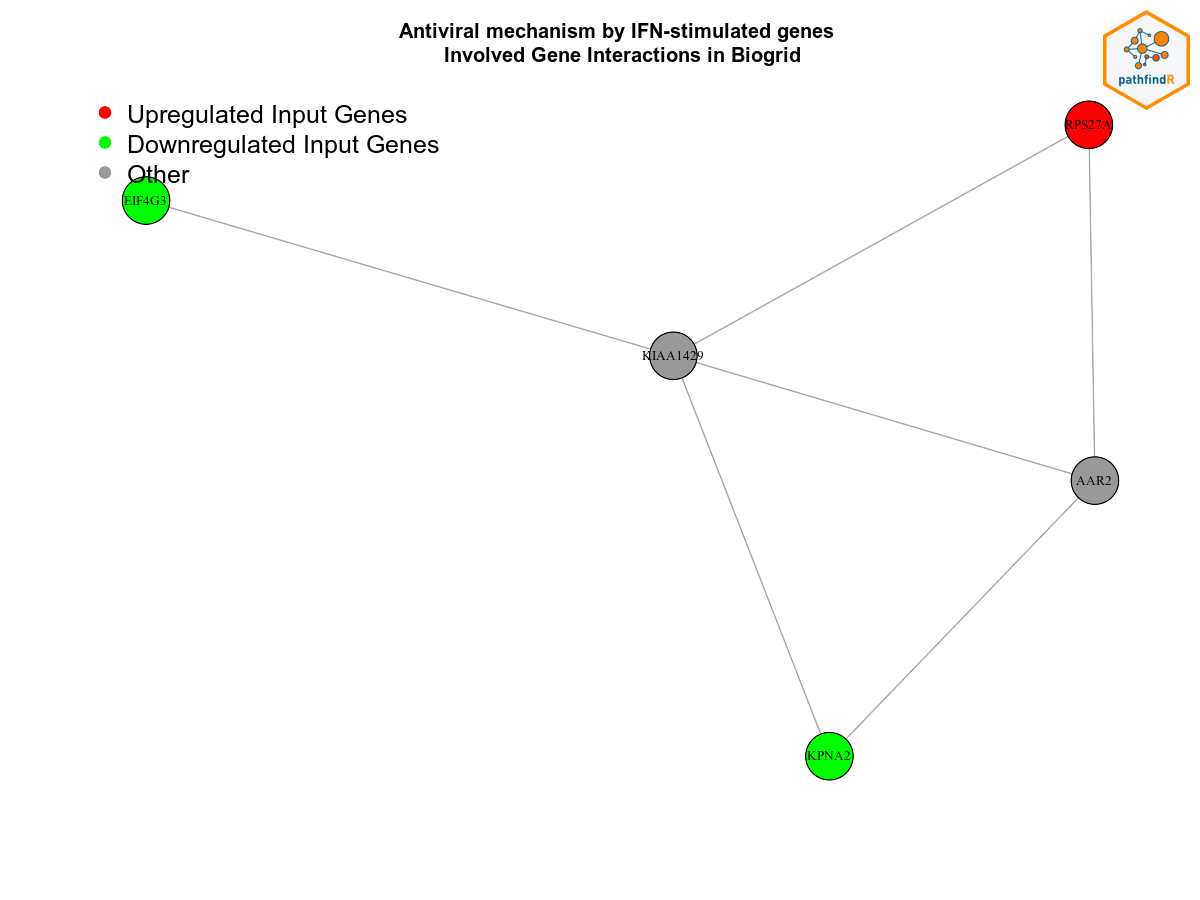 Antiviral mechanism by IFN-stimulated genes
Involved Gene Interactions in Biogrid
pathfindR
Upregulated Input Genes
Downregulated Input Genes
Other
RPS27A
EIF4G3
KIAA1429
AAR2
KPNA2